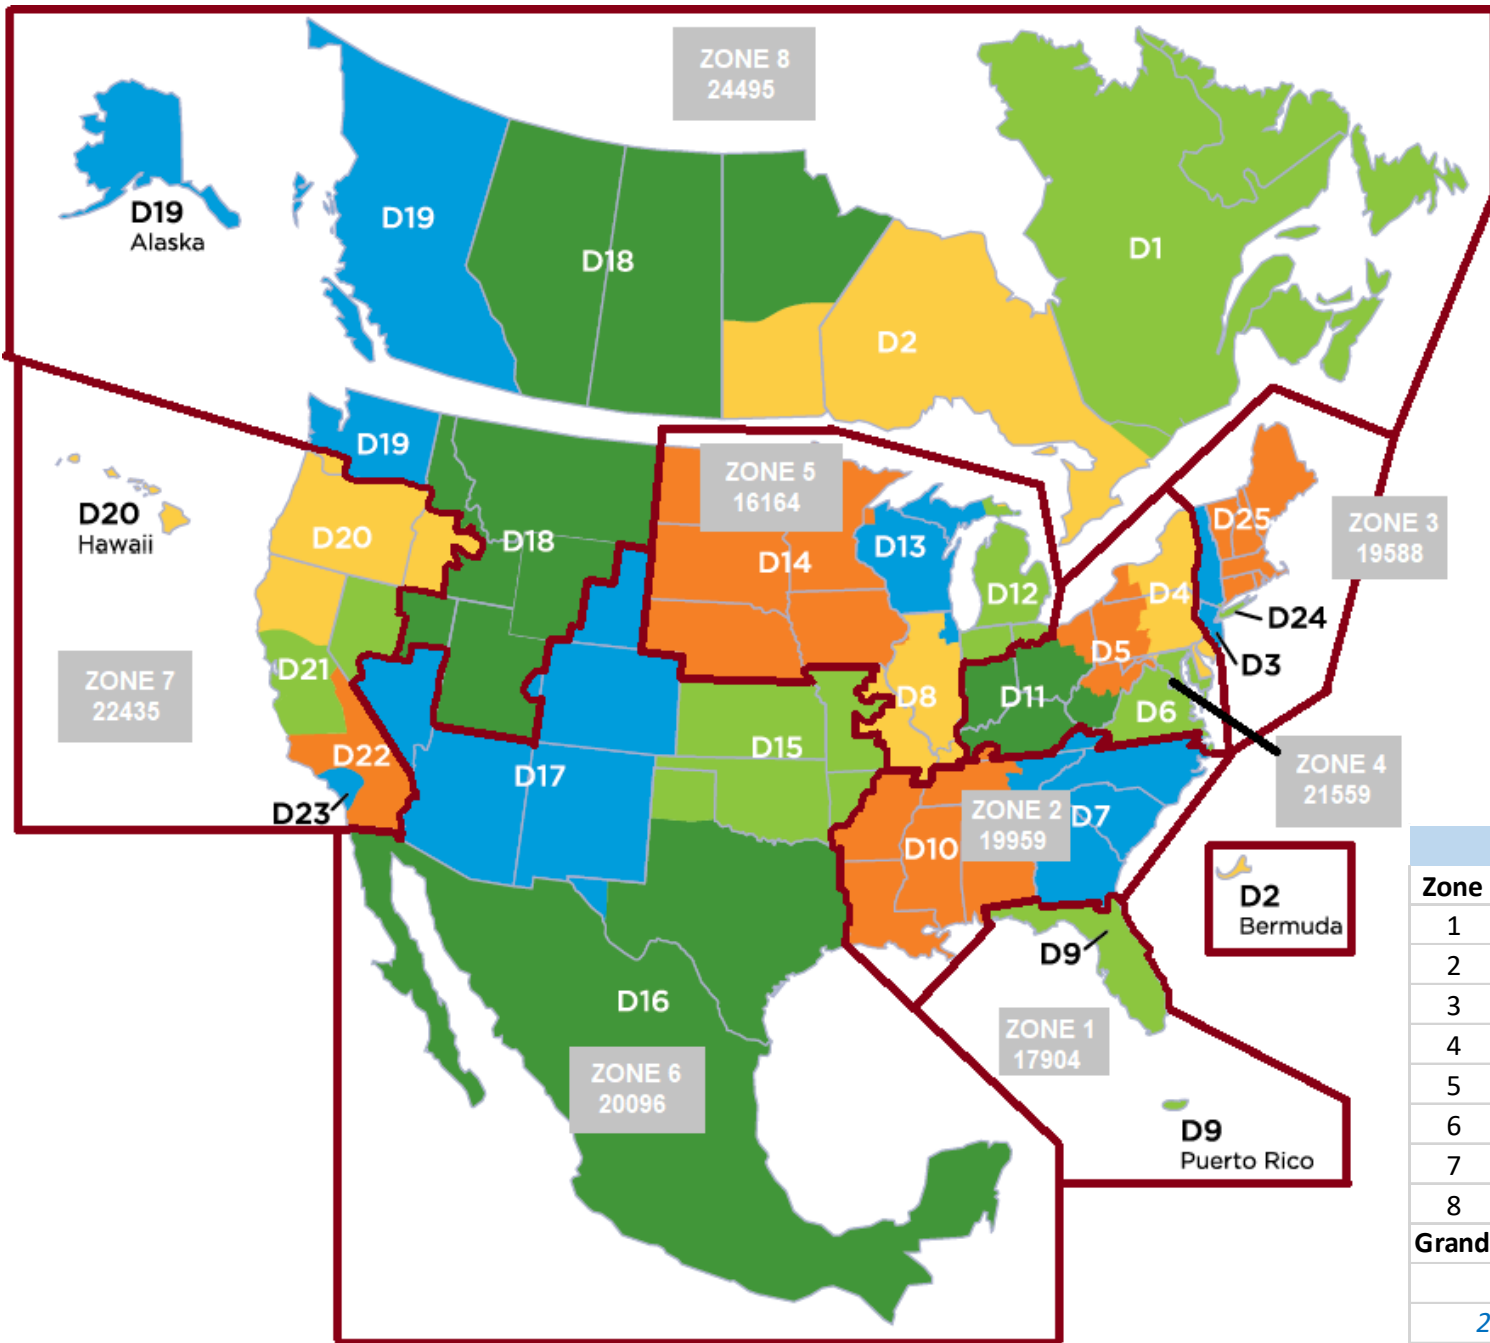 ZONE 8
24495
D19
Alaska
D19
D18
D1
D2
D19
D20
Hawaii
D20
D18
ZONE 5
16164
D14
D13
D12
D25
ZONE 3
19588
D4
D24
D3
D5
D21
ZONE 7
22435
D22
D23
D17
D15
D8
D11
D6
ZONE 4
21559
ZONE 2
19959
D7
D10
D2
Bermuda
D9
D16
ZONE 1
17904
ZONE 6
20096
D9
Puerto Rico
Zone
1
2
3
4
5
6
7
8
Grand
2